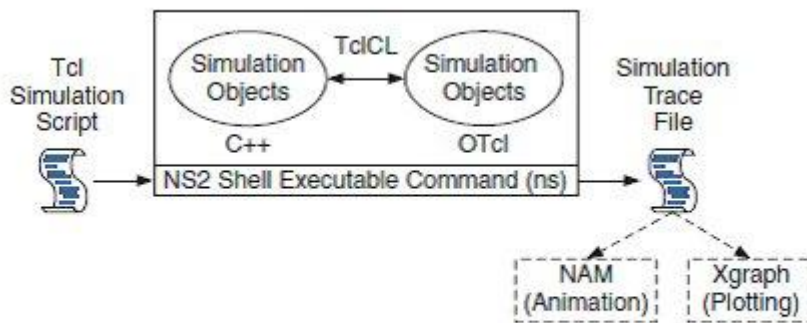 Tcl
Simulation
Script
TclCL
Simulation
Objects
C++
Simulation
Objects
OTcl
NS2 Shell Executable Command (ns)
Simulation
Trace
File
NAM
(Animation)
Xgraph
(Plotting)